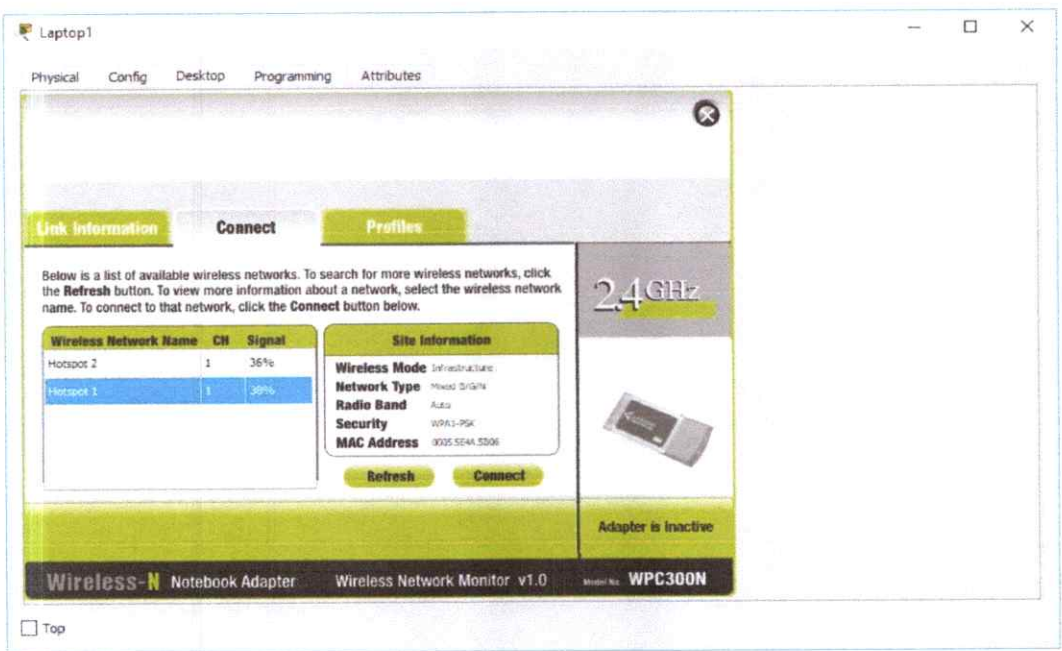 Laptop1
Physical Config Desktop Programming Attributes
Link Information Connect Profiles
Below is a list of available wireless networks. To search for more wireless networks, click
the Refresh button. To view more information about a network, select the wireless network
name. To connect to that network, click the Connect button below.
2.4GHz
Wireless Network Name CH Signal
Hotspot 2 1 36%
Hotspot 1 1
Site Information
Wireless Mode Infrastructure
Network Type Mixed B/G/N
Radio Band Auto
Security
MAC Address
Refresh Connect
Adapter is Inactive
Wireless-N Notebook Adapter Wireless Network Monitor v1.0 Model No. WPC300N
Top